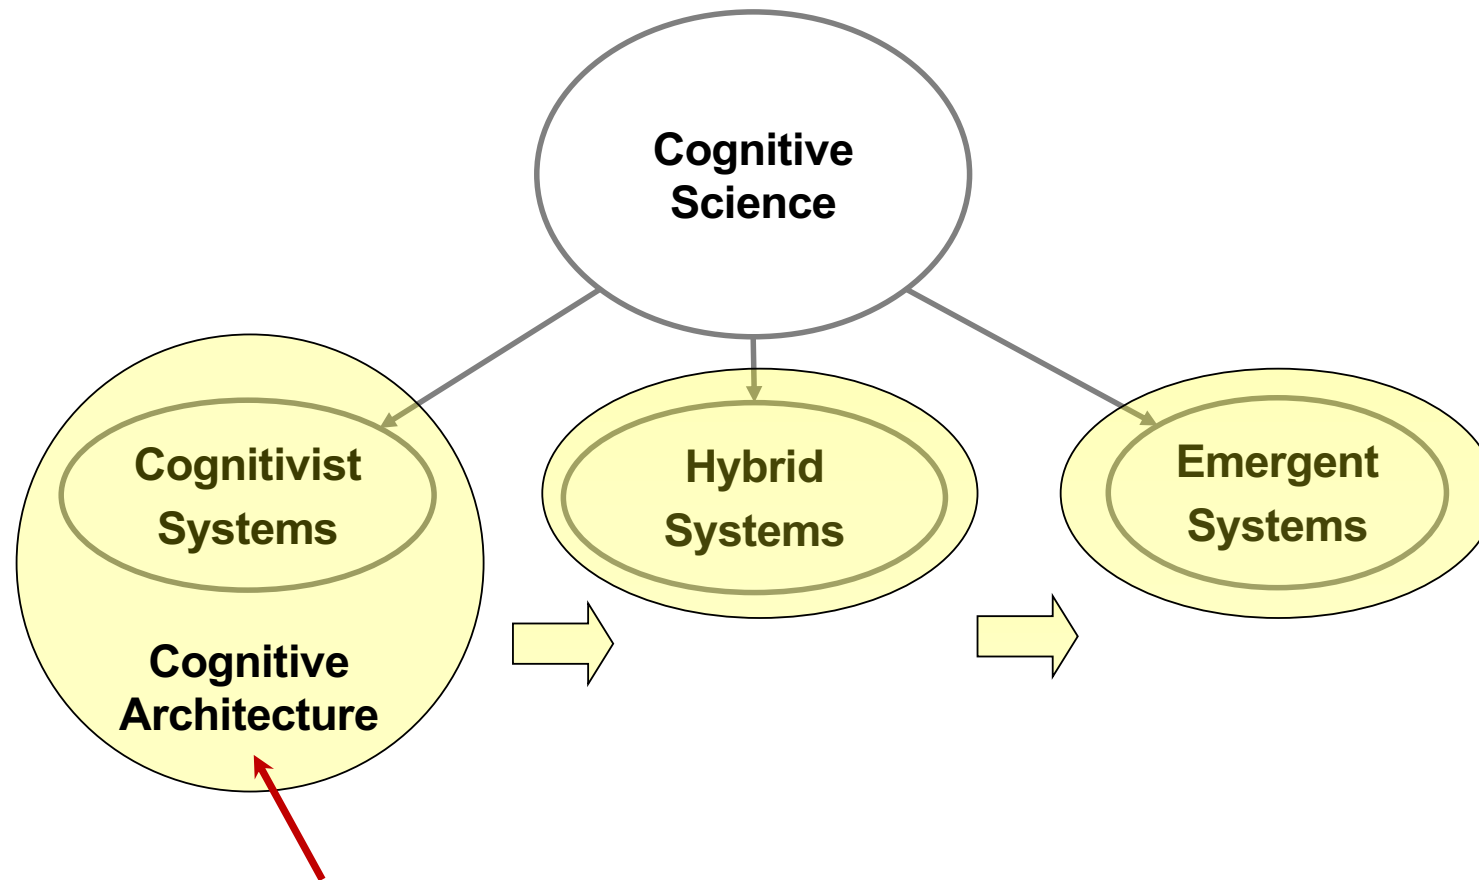 Cognitive
Science
Cognitivist
Systems
Hybrid
Systems
Emergent
Systems
Cognitive
Architecture